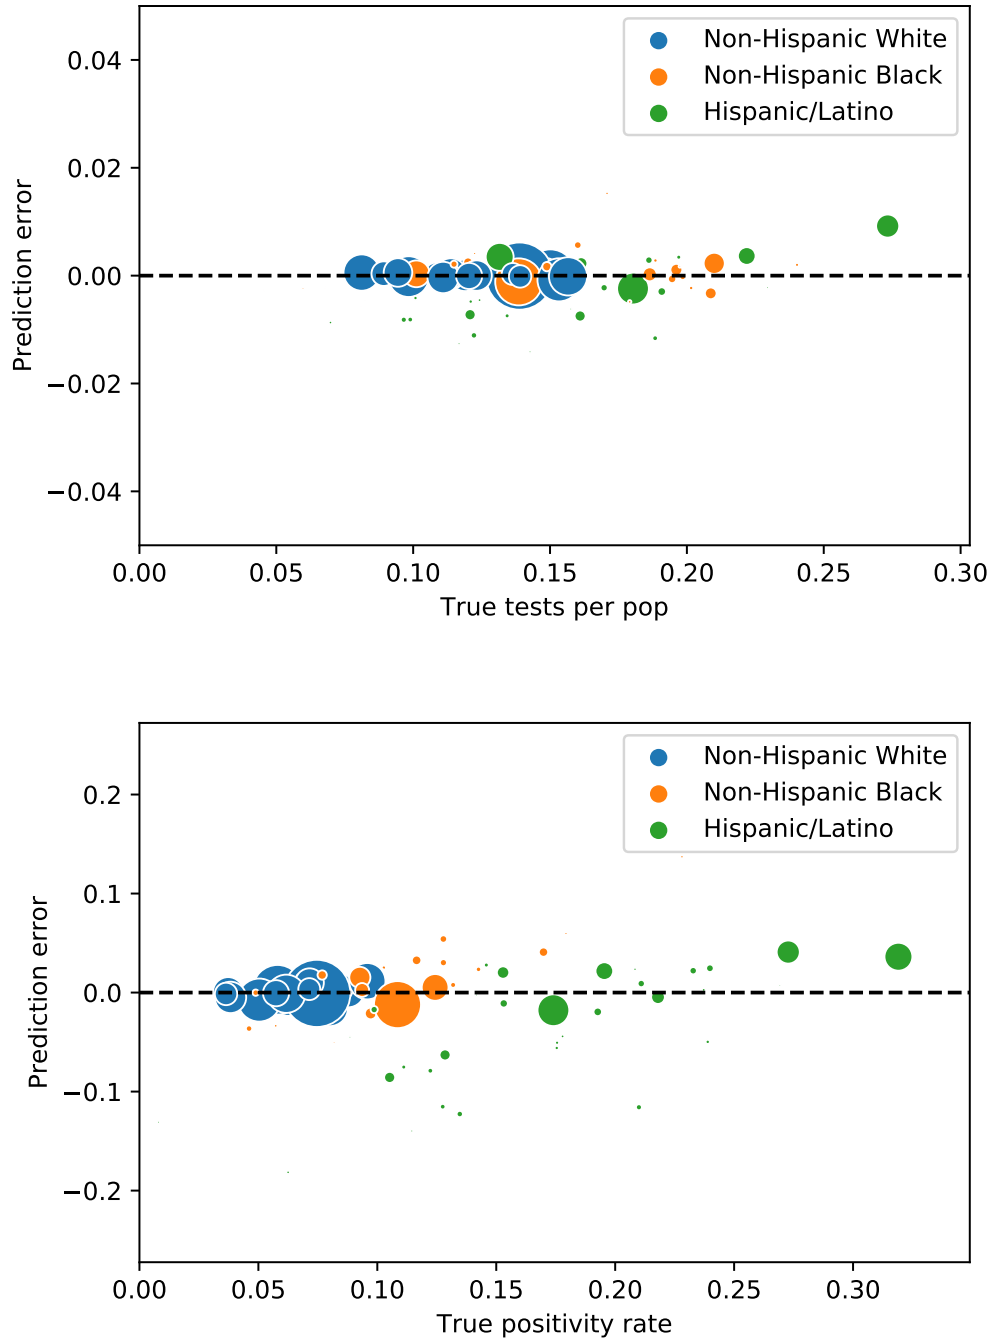 0.04
0.02
0.00
−0.02
−0.04
Prediction error
Non-Hispanic White
Non-Hispanic Black
Hispanic/Latino
0.00 0.05 0.10 0.15 0.20 0.25 0.30
True tests per pop
0.2
0.1
0.0
−0.1
−0.2
Prediction error
Non-Hispanic White
Non-Hispanic Black
Hispanic/Latino
0.00 0.05 0.10 0.15 0.20 0.25 0.30
True positivity rate